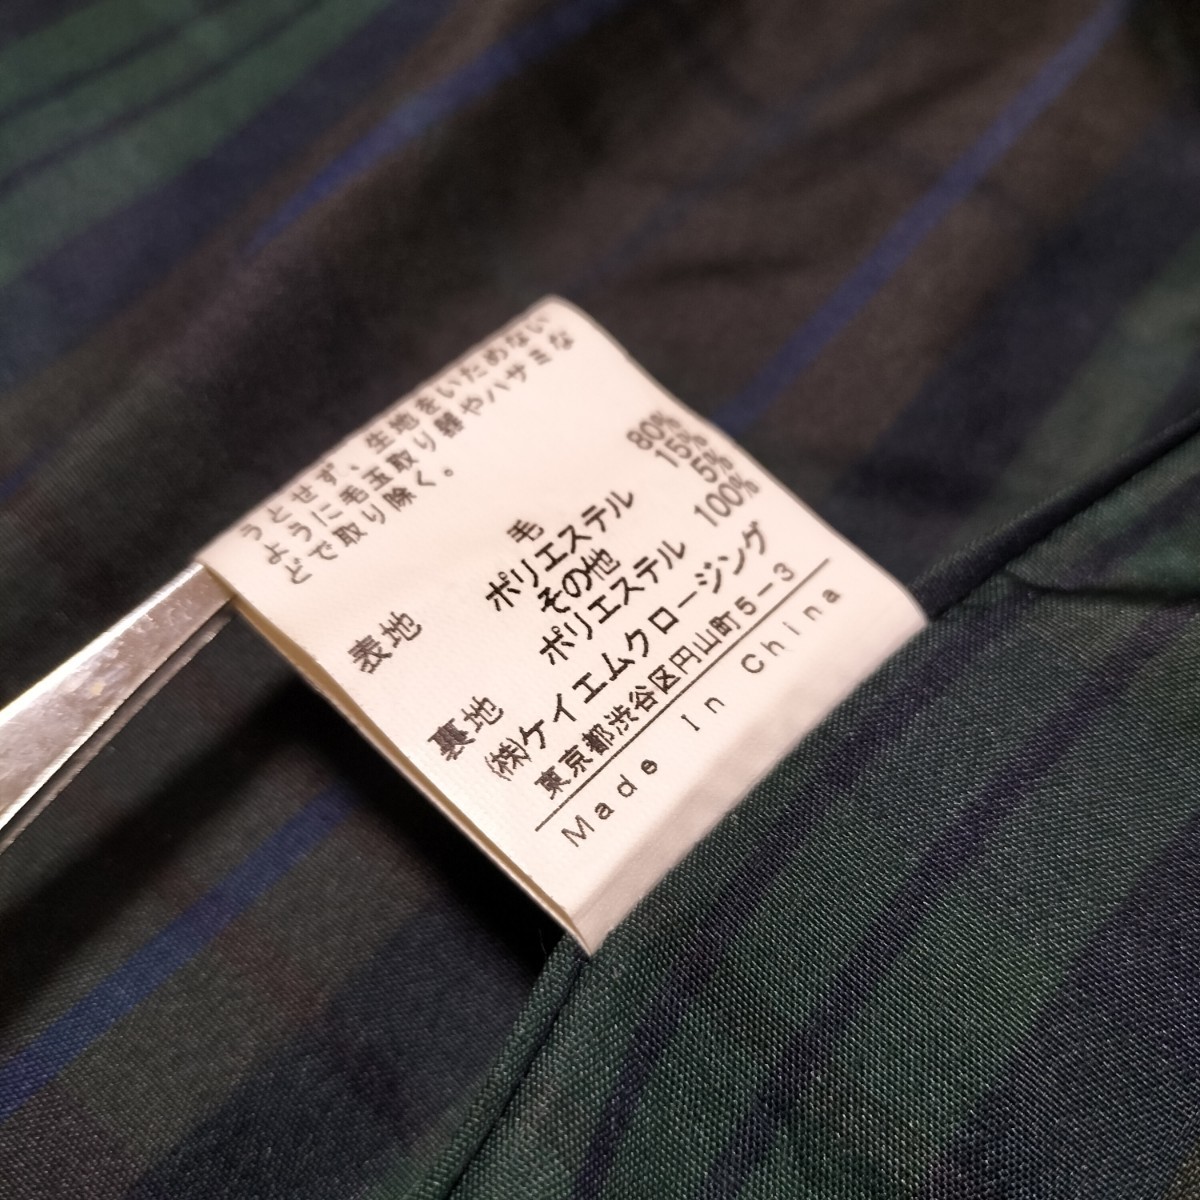 うとせず、生地をいためない
ように毛玉取り器やハサミな
どで取り除く。
表地 毛 80%
ポリエステル 15%
その他 5%
裏地 ポリエステル 100%
㈱ケイエムクロージング
東京都渋谷区円山町5-3
Made In China